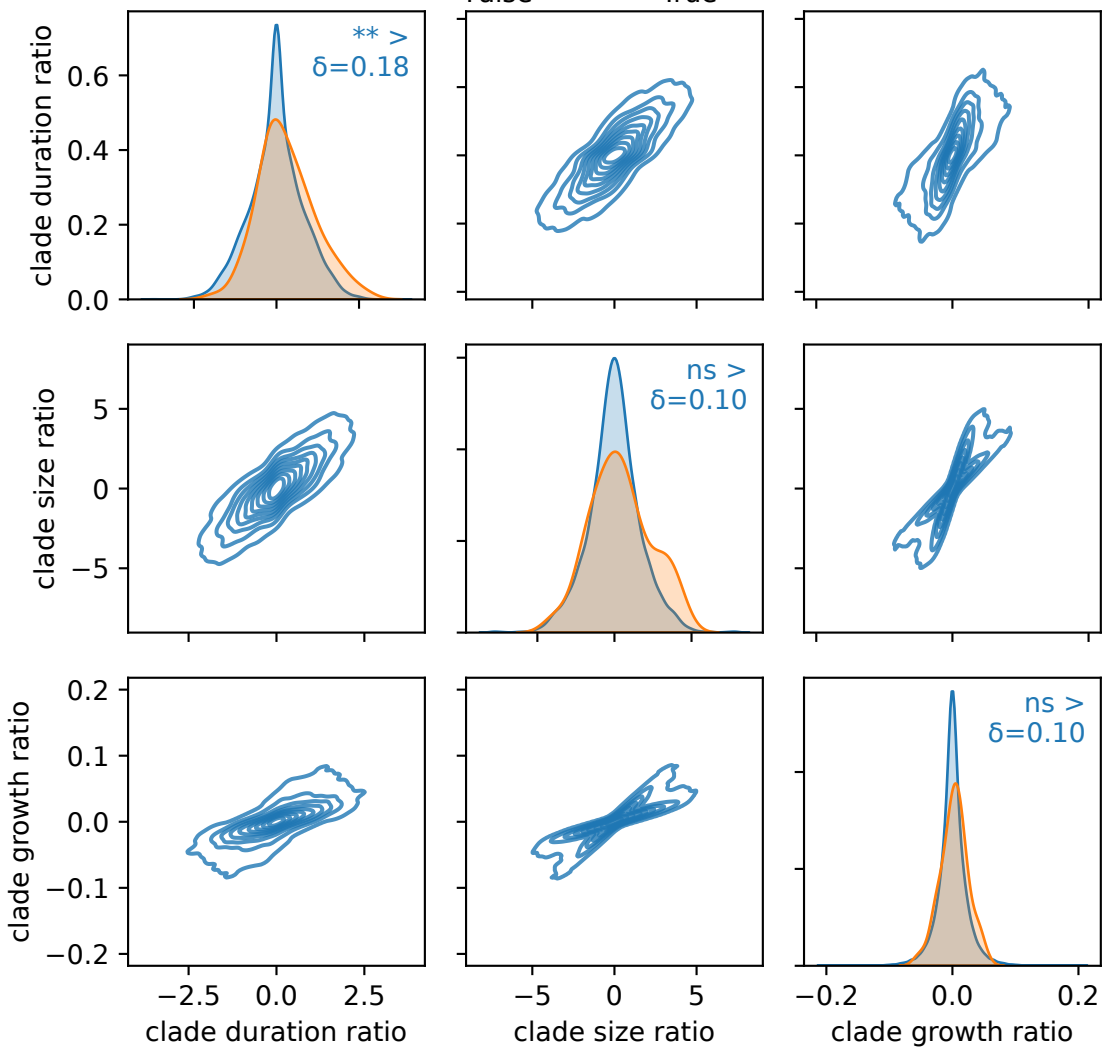 False True
clade duration ratio
0.6
0.4
0.2
0.0
** >
δ=0.18
clade size ratio
5
0
−5
ns >
δ=0.10
clade growth ratio
0.2
0.1
0.0
−0.1
−0.2
ns >
δ=0.10
−2.5 0.0 2.5
−5 0 5
−0.2 0.0 0.2
clade duration ratio
clade size ratio
clade growth ratio